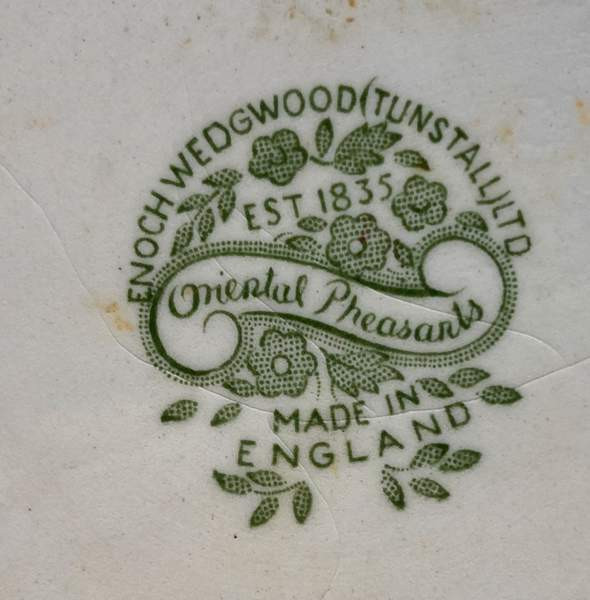 ENOCH WEDGWOOD (TUNSTALL) LTD
EST 1835
Oriental Pheasants
MADE IN
ENGLAND